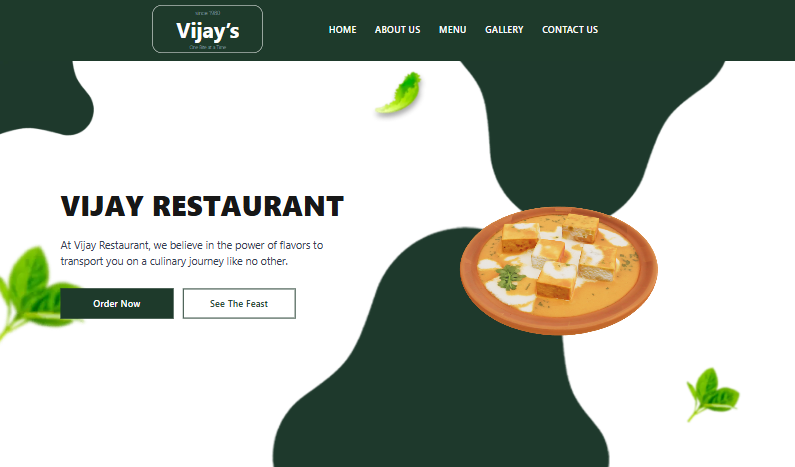 Vijay's
One Bite at a Time
HOME ABOUT US MENU GALLERY CONTACT US
VIJAY RESTAURANT
At Vijay Restaurant, we believe in the power of flavors to
transport you on a culinary journey like no other.
Order Now See The Feast